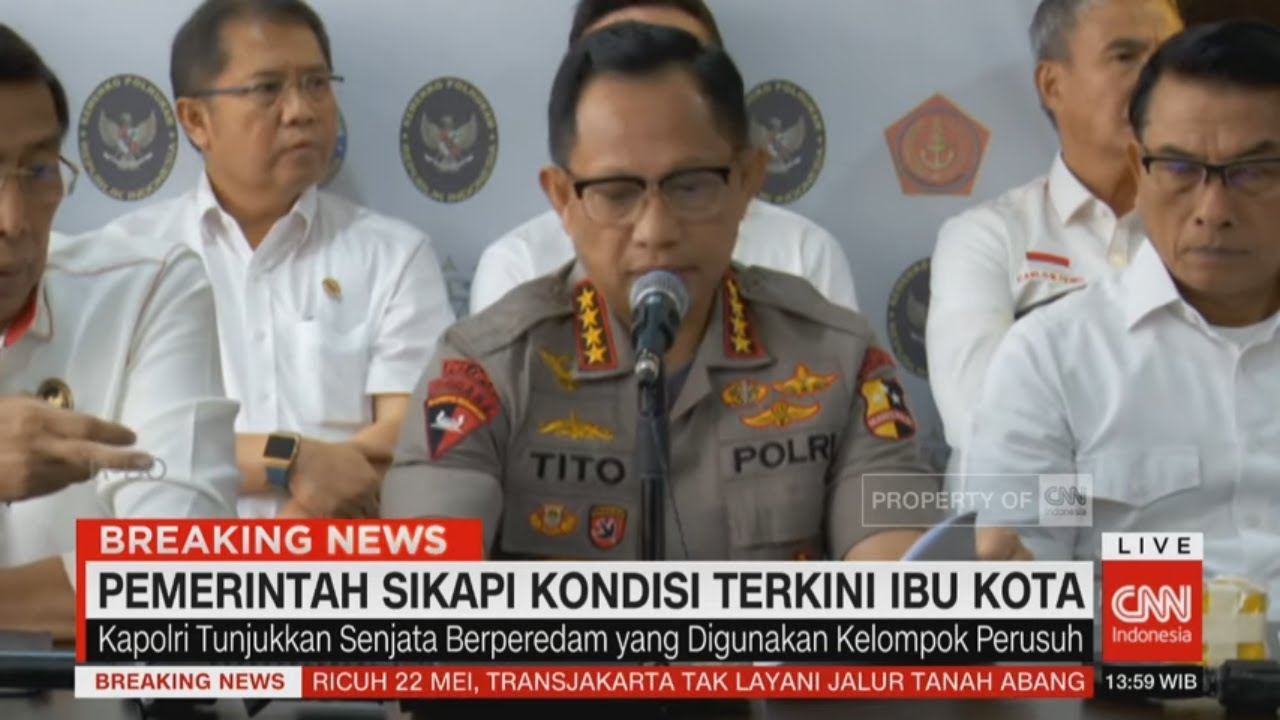 TITO
POLRI
PROPERTY OF CNN
Indonesia
BREAKING NEWS
LIVE
PEMERINTAH SIKAPI KONDISI TERKINI IBU KOTA
Kapolri Tunjukkan Senjata Berperedam yang Digunakan Kelompok Perusuh
CNN
Indonesia
BREAKING NEWS
RICUH 22 MEI, TRANSJAKARTA TAK LAYANI JALUR TANAH ABANG
13:59 WIB